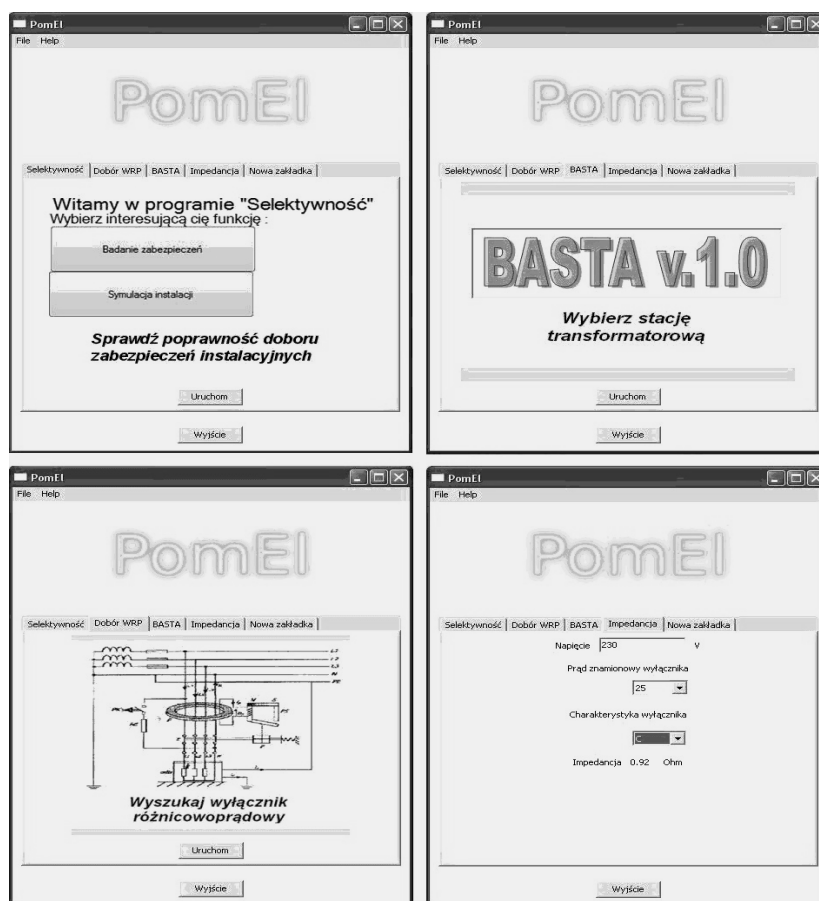 PomEl
File Help
PomEl
Selektywność Dobór WRP BASTA Impedancja Nowa zakładka
Witamy w programie "Selektywność"
Wybierz interesującą cię funkcję :
Badanie zabezpieczeń
Symulacja instalacji
Sprawdź poprawność doboru
zabezpieczeń instalacyjnych
Uruchom
Wyjście
PomEl
File Help
PomEl
Selektywność Dobór WRP BASTA Impedancja Nowa zakładka
BASTA v.1.0
Wybierz stację
transformatorową
Uruchom
Wyjście
PomEl
File Help
PomEl
Selektywność Dobór WRP BASTA Impedancja Nowa zakładka
Wyszukaj wyłącznik
różnicowoprądowy
Uruchom
Wyjście
PomEl
File Help
PomEl
Selektywność Dobór WRP BASTA Impedancja Nowa zakładka
Napięcie 230 V
Prąd znamionowy wyłącznika
25
Charakterystyka wyłącznika
C
Impedancja 0.92 Ohm
Wyjście